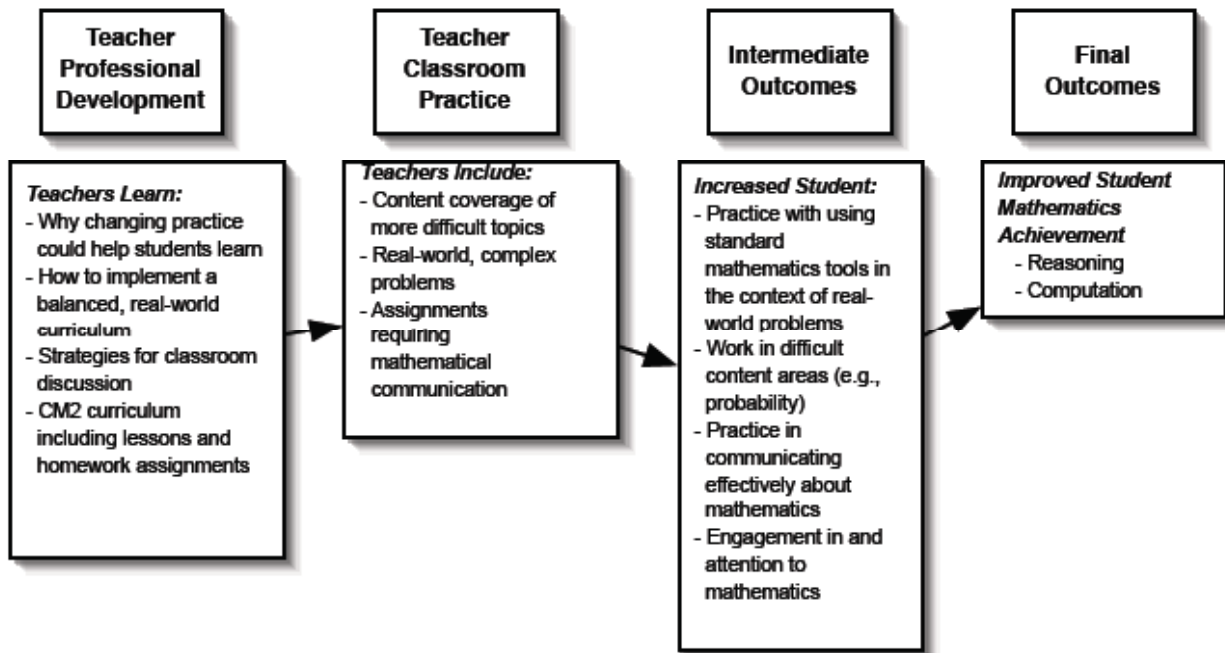 Teacher
Professional
Development
Teacher
Classroom
Practice
Intermediate
Outcomes
Final
Outcomes
Teachers Learn:
- Why changing practice
could help students learn
- How to implement a
balanced, real-world
curriculum
- Strategies for classroom
discussion
- CM2 curriculum
including lessons and
homework assignments
Teachers Include:
- Content coverage of
more difficult topics
- Real-world, complex
problems
- Assignments
requiring
mathematical
communication
Increased Student:
- Practice with using
standard
mathematics tools in
the context of real-
world problems
- Work in difficult
content areas (e.g.,
probability)
- Practice in
communicating
effectively about
mathematics
- Engagement in and
attention to
mathematics
Improved Student
Mathematics
Achievement
- Reasoning
- Computation